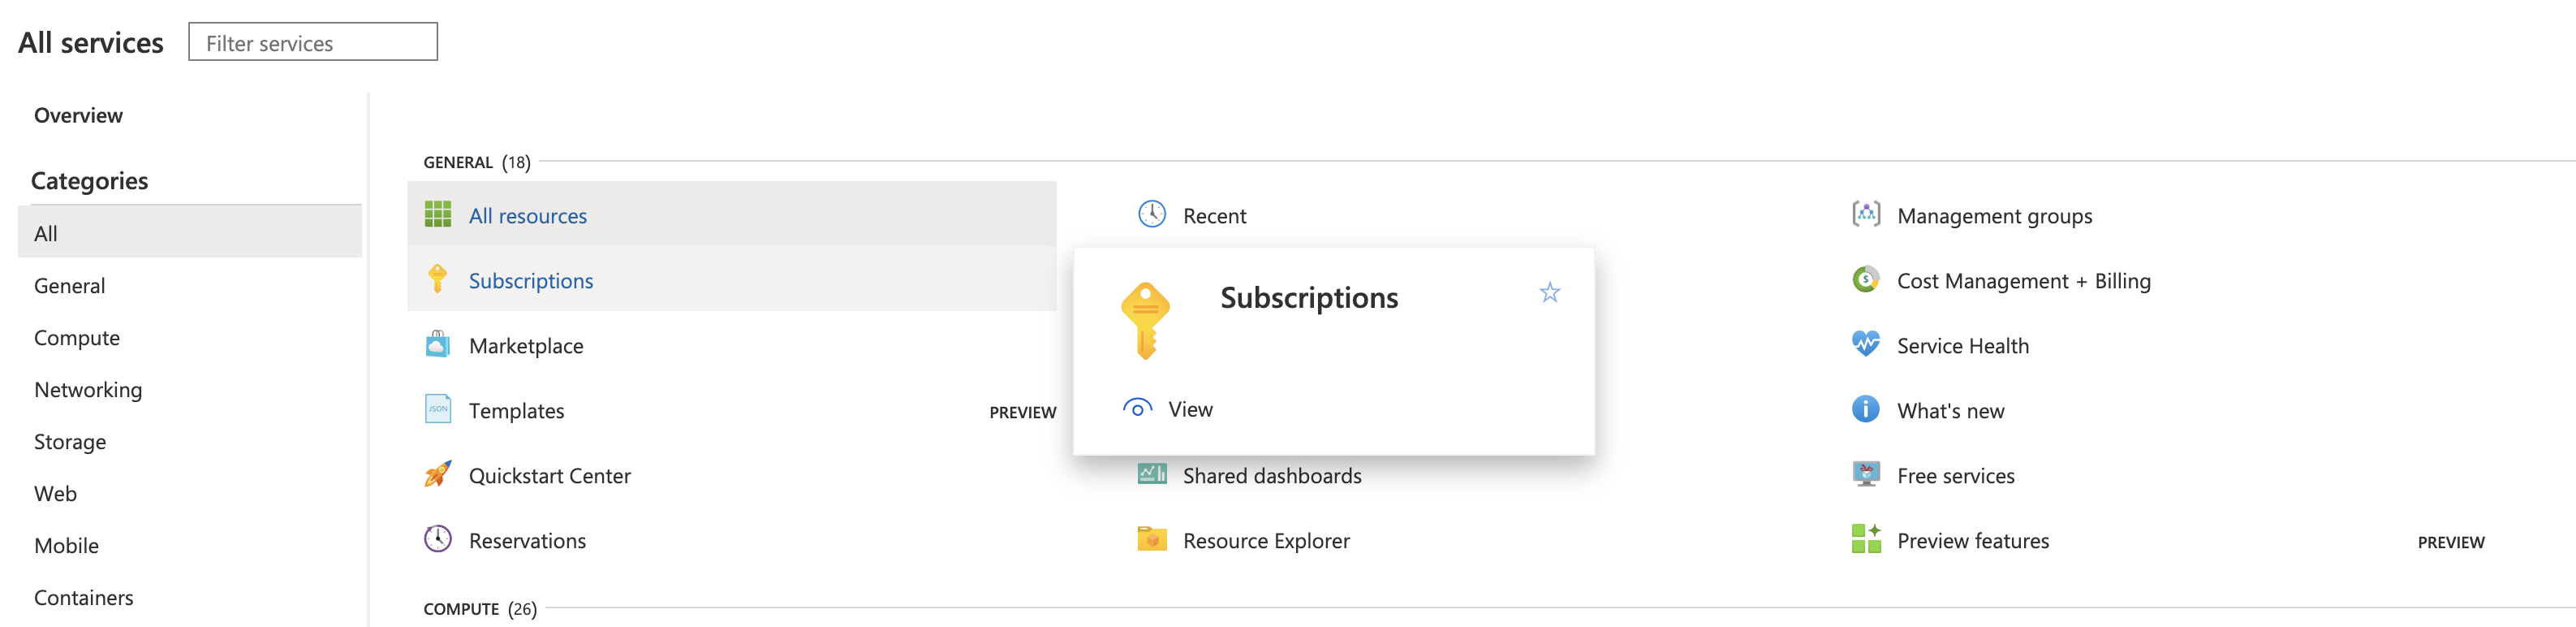 All services
Filter services
Overview
Categories
All
General
Compute
Networking
Storage
Web
Mobile
Containers
GENERAL (18)
All resources
Recent
Management groups
Subscriptions
Cost Management + Billing
Marketplace
Service Health
Templates
PREVIEW
What's new
Quickstart Center
Shared dashboards
Free services
Reservations
Resource Explorer
Preview features
PREVIEW
Subscriptions
View
COMPUTE (26)